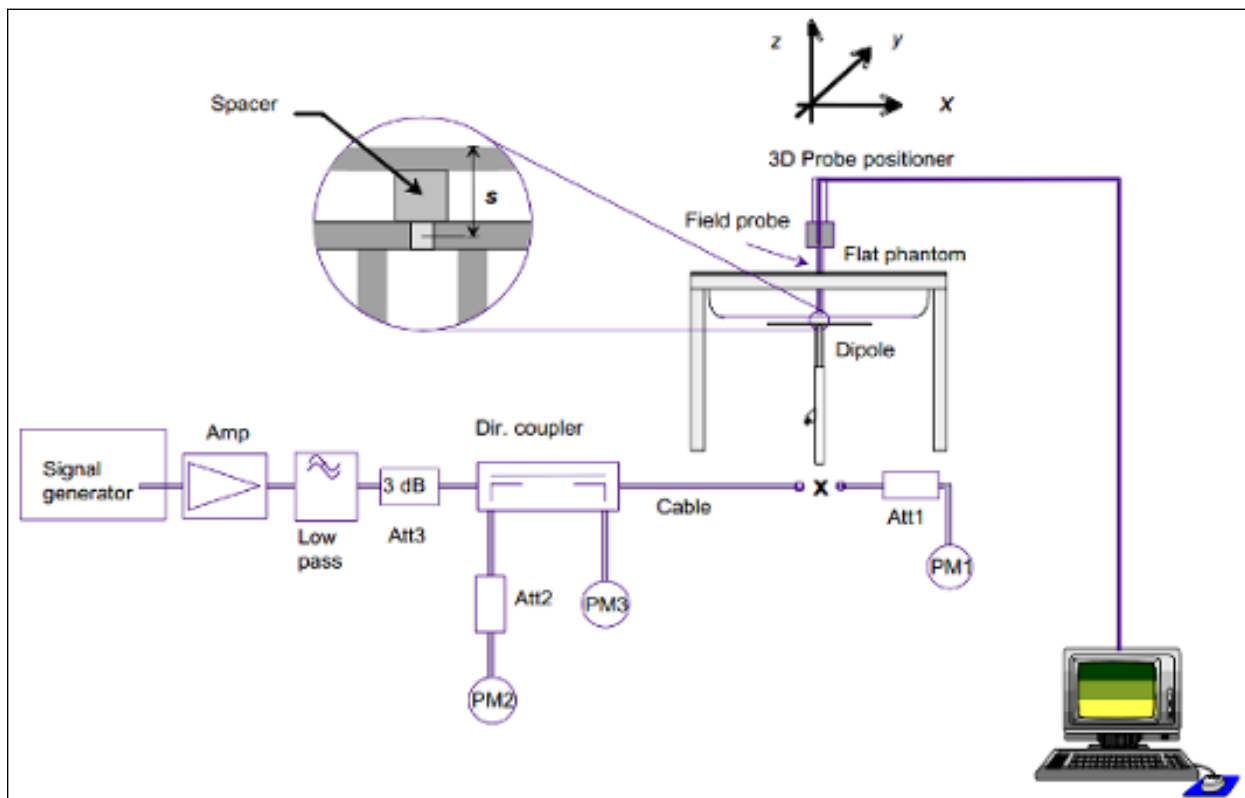 z
y
x
Spacer
s
3D Probe positioner
Field probe
Flat phantom
Dipole
Signal
generator
Amp
Low
pass
3 dB
Att3
Dir. coupler
Cable
X
Att1
PM1
Att2
PM3
PM2